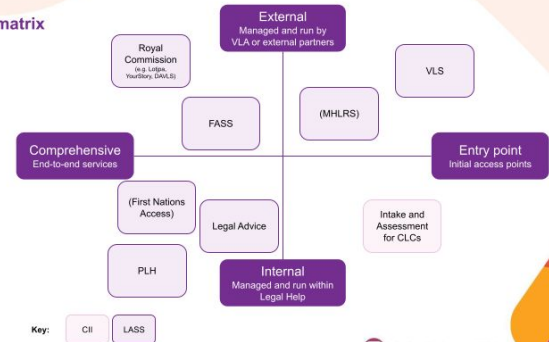 matrix
External
Managed and run by
VLA or external partners
Royal
Commission
(e.g. Lotpe,
YourStory, DAVLS)
VLS
(MHLRS)
FASS
Comprehensive
End-to-end services
Entry point
Initial access points
(First Nations
Access)
Legal Advice
Intake and
Assessment
for CLCs
PLH
Internal
Managed and run within
Legal Help
Key:
CII
LASS